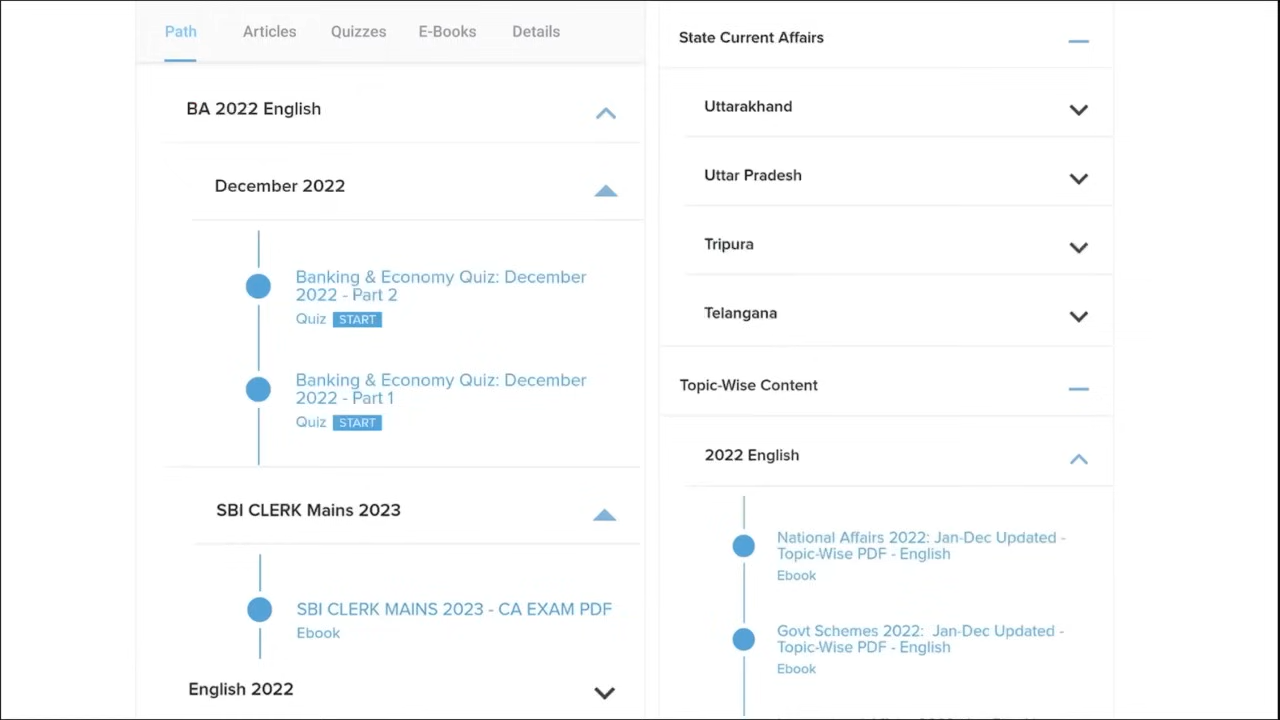 Path Articles Quizzes E-Books Details
BA 2022 English
December 2022
Banking & Economy Quiz: December
2022 - Part 2
Quiz START
Banking & Economy Quiz: December
2022 - Part 1
Quiz START
SBI CLERK Mains 2023
SBI CLERK MAINS 2023 - CA EXAM PDF
Ebook
English 2022
State Current Affairs
Uttarakhand
Uttar Pradesh
Tripura
Telangana
Topic-Wise Content
2022 English
National Affairs 2022: Jan-Dec Updated -
Topic-Wise PDF - English
Ebook
Govt Schemes 2022: Jan-Dec Updated -
Topic-Wise PDF - English
Ebook